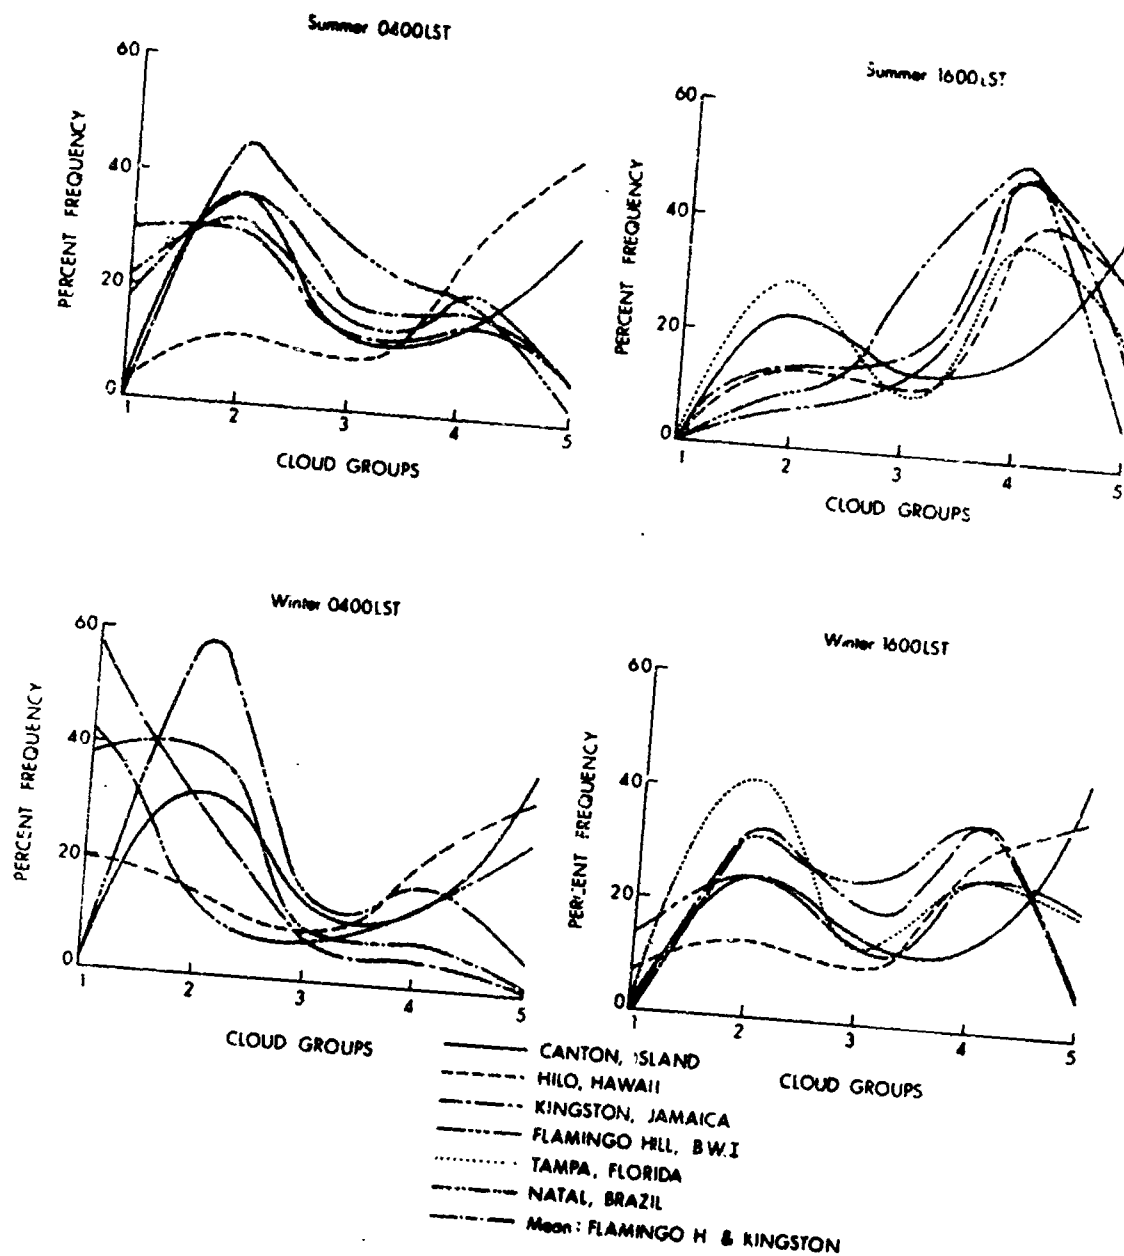 Summer 0400LST
60
40
20
0
1 2 3 4 5
PERCENT FREQUENCY
CLOUD GROUPS
Summer 1600LST
60
40
20
0
1 2 3 4 5
PERCENT FREQUENCY
CLOUD GROUPS
Winter 0400LST
60
40
20
0
1 2 3 4 5
PERCENT FREQUENCY
CLOUD GROUPS
Winter 1600LST
60
40
20
0
1 2 3 4 5
PERCENT FREQUENCY
CLOUD GROUPS
CANTON, ISLAND
HILO, HAWAII
KINGSTON, JAMAICA
FLAMINGO HILL, B W.I
TAMPA, FLORIDA
NATAL, BRAZIL
Mean: FLAMINGO H & KINGSTON